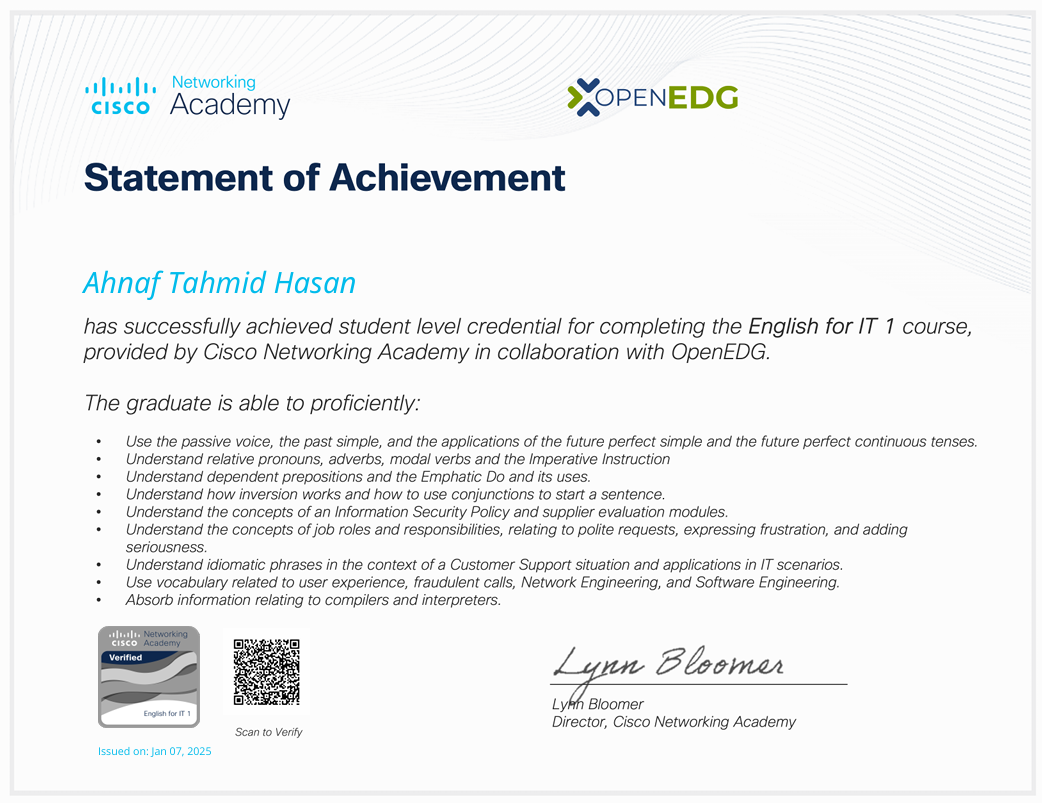 CISCO Networking Academy
OPENEDG
Statement of Achievement
Ahnaf Tahmid Hasan
has successfully achieved student level credential for completing the English for IT 1 course,
provided by Cisco Networking Academy in collaboration with OpenEDG.
The graduate is able to proficiently:
• Use the passive voice, the past simple, and the applications of the future perfect simple and the future perfect continuous tenses.
• Understand relative pronouns, adverbs, modal verbs and the Imperative Instruction
• Understand dependent prepositions and the Emphatic Do and its uses.
• Understand how inversion works and how to use conjunctions to start a sentence.
• Understand the concepts of an Information Security Policy and supplier evaluation modules.
• Understand the concepts of job roles and responsibilities, relating to polite requests, expressing frustration, and adding
seriousness.
• Understand idiomatic phrases in the context of a Customer Support situation and applications in IT scenarios.
• Use vocabulary related to user experience, fraudulent calls, Network Engineering, and Software Engineering.
• Absorb information relating to compilers and interpreters.
CISCO Networking Academy
Verified
English for IT 1
Scan to Verify
Issued on: Jan 07, 2025
Lynn Bloomer
Lynn Bloomer
Director, Cisco Networking Academy